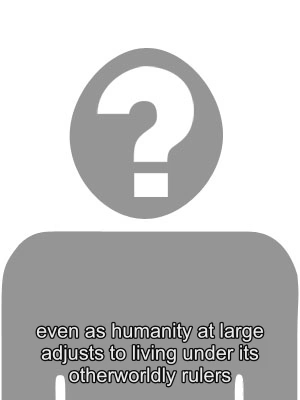 ?
even as humanity at large
adjusts to living under its
otherworldly rulers